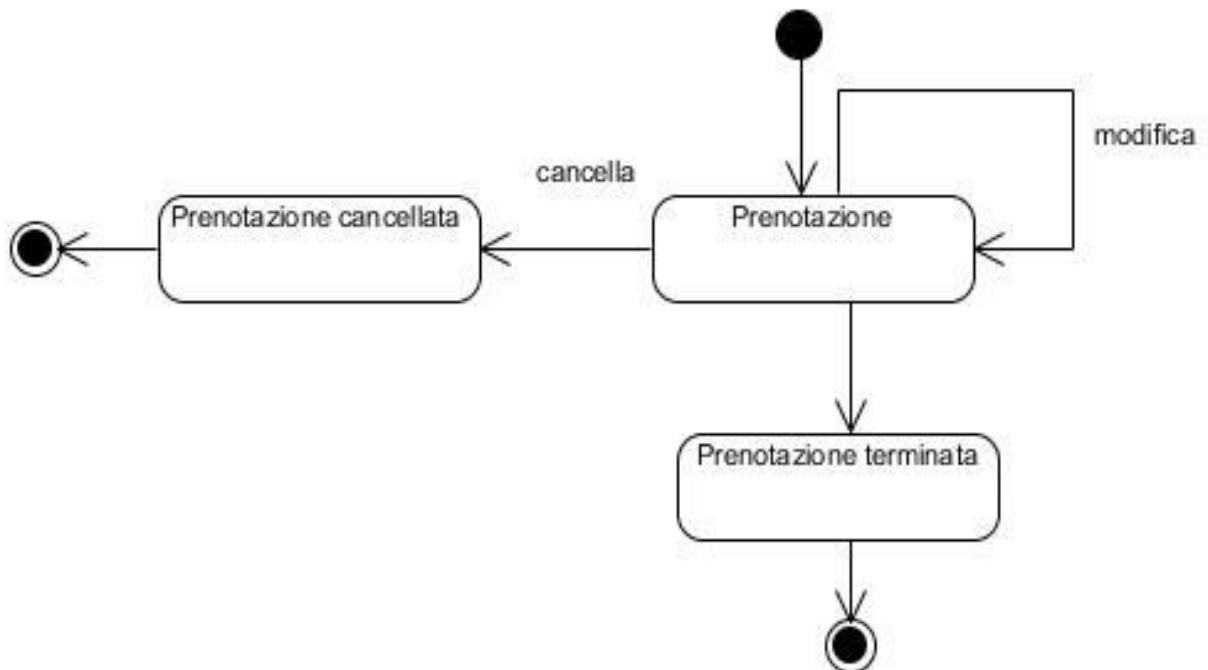 modifica
cancella
Prenotazione cancellata
Prenotazione
Prenotazione terminata